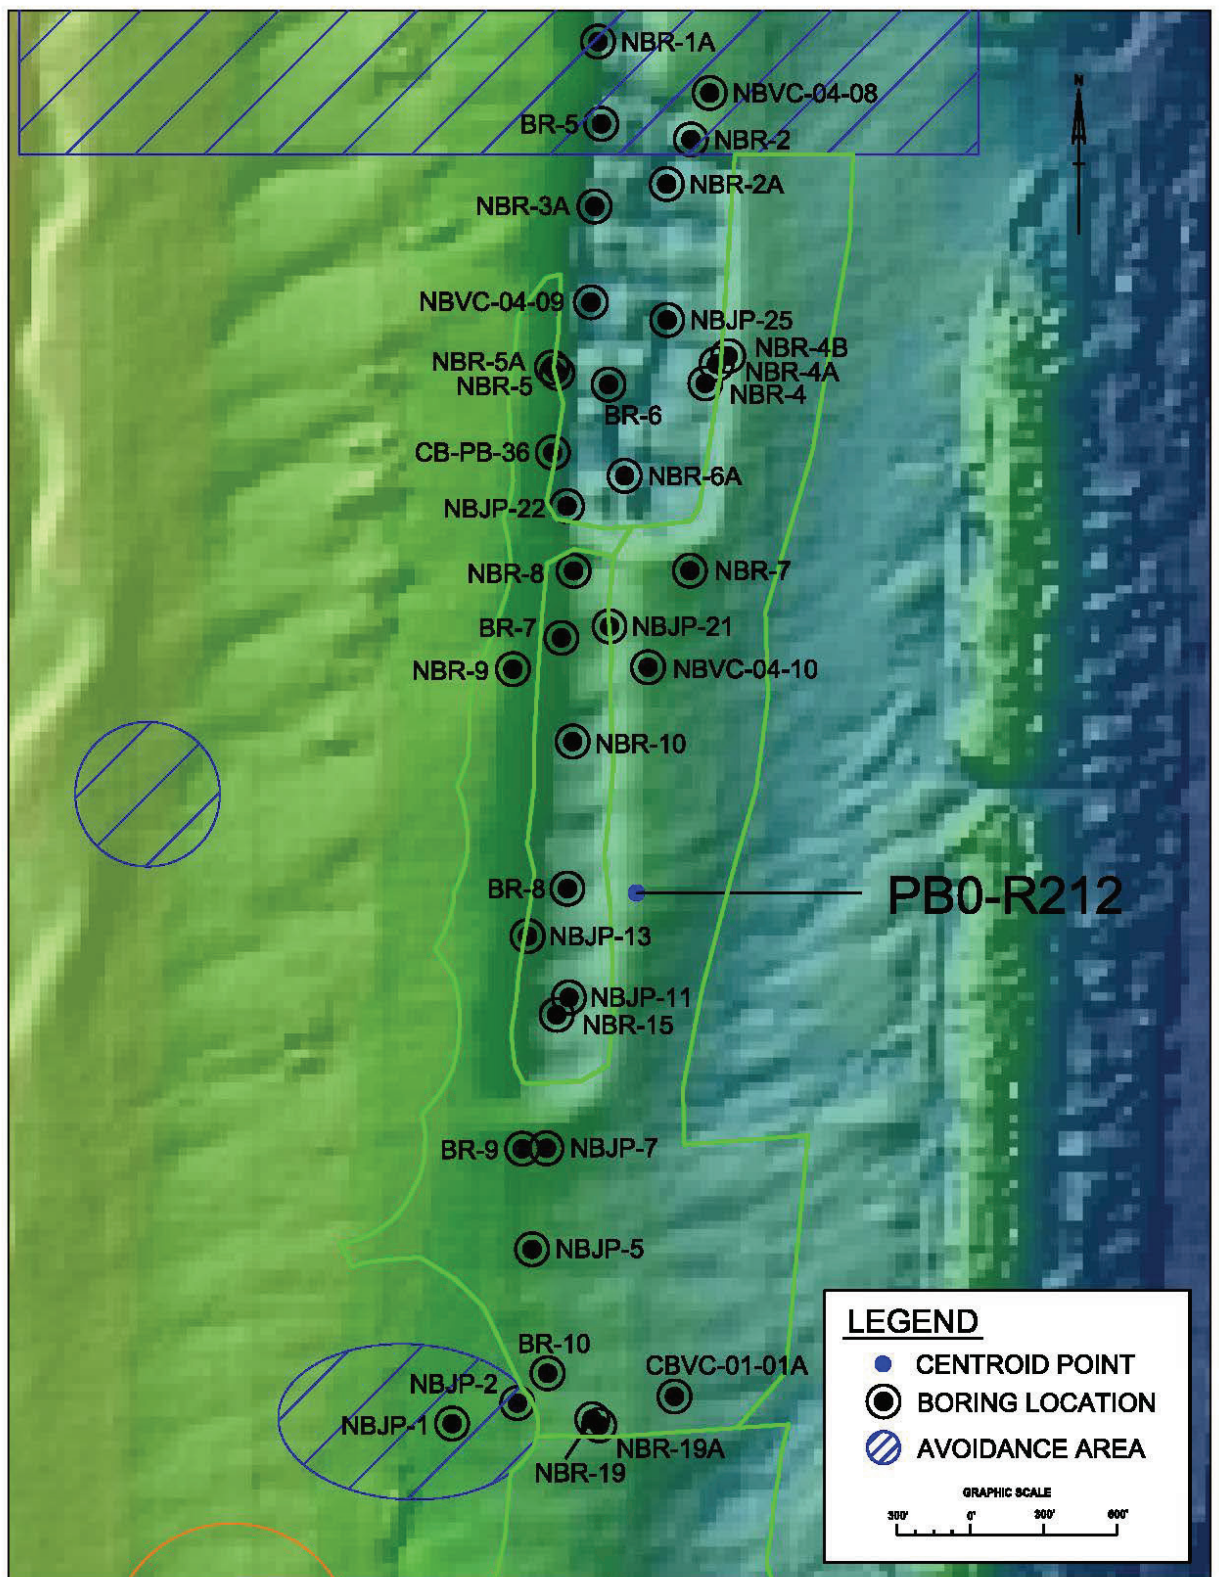 NBR-1A
N
NBVC-04-08
BR-5
NBR-2
NBR-2A
NBR-3A
NBVC-04-09
NBJP-25
NBR-4B
NBR-5A
NBR-4A
NBR-5
NBR-4
BR-6
CB-PB-36
NBR-6A
NBJP-22
NBR-8
NBR-7
BR-7
NBJP-21
NBR-9
NBVC-04-10
NBR-10
BR-8
PB0-R212
NBJP-13
NBJP-11
NBR-15
BR-9
NBJP-7
NBJP-5
BR-10
CBVC-01-01A
NBJP-2
NBJP-1
NBR-19A
NBR-19
LEGEND
CENTROID POINT
BORING LOCATION
AVOIDANCE AREA
GRAPHIC SCALE
300' 0' 300' 600'